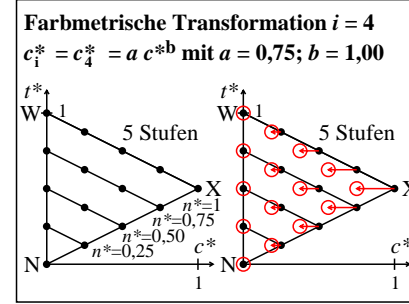 Farbmetrische Transformation i = 4
c*i = c*4 = a c*b mit a = 0,75; b = 1,00
t*
W 1
5 Stufen
X
n*=1
n*=0,75
n*=0,50
n*=0,25
N
c*
1
t*
W 1
5 Stufen
X
N
c*
1